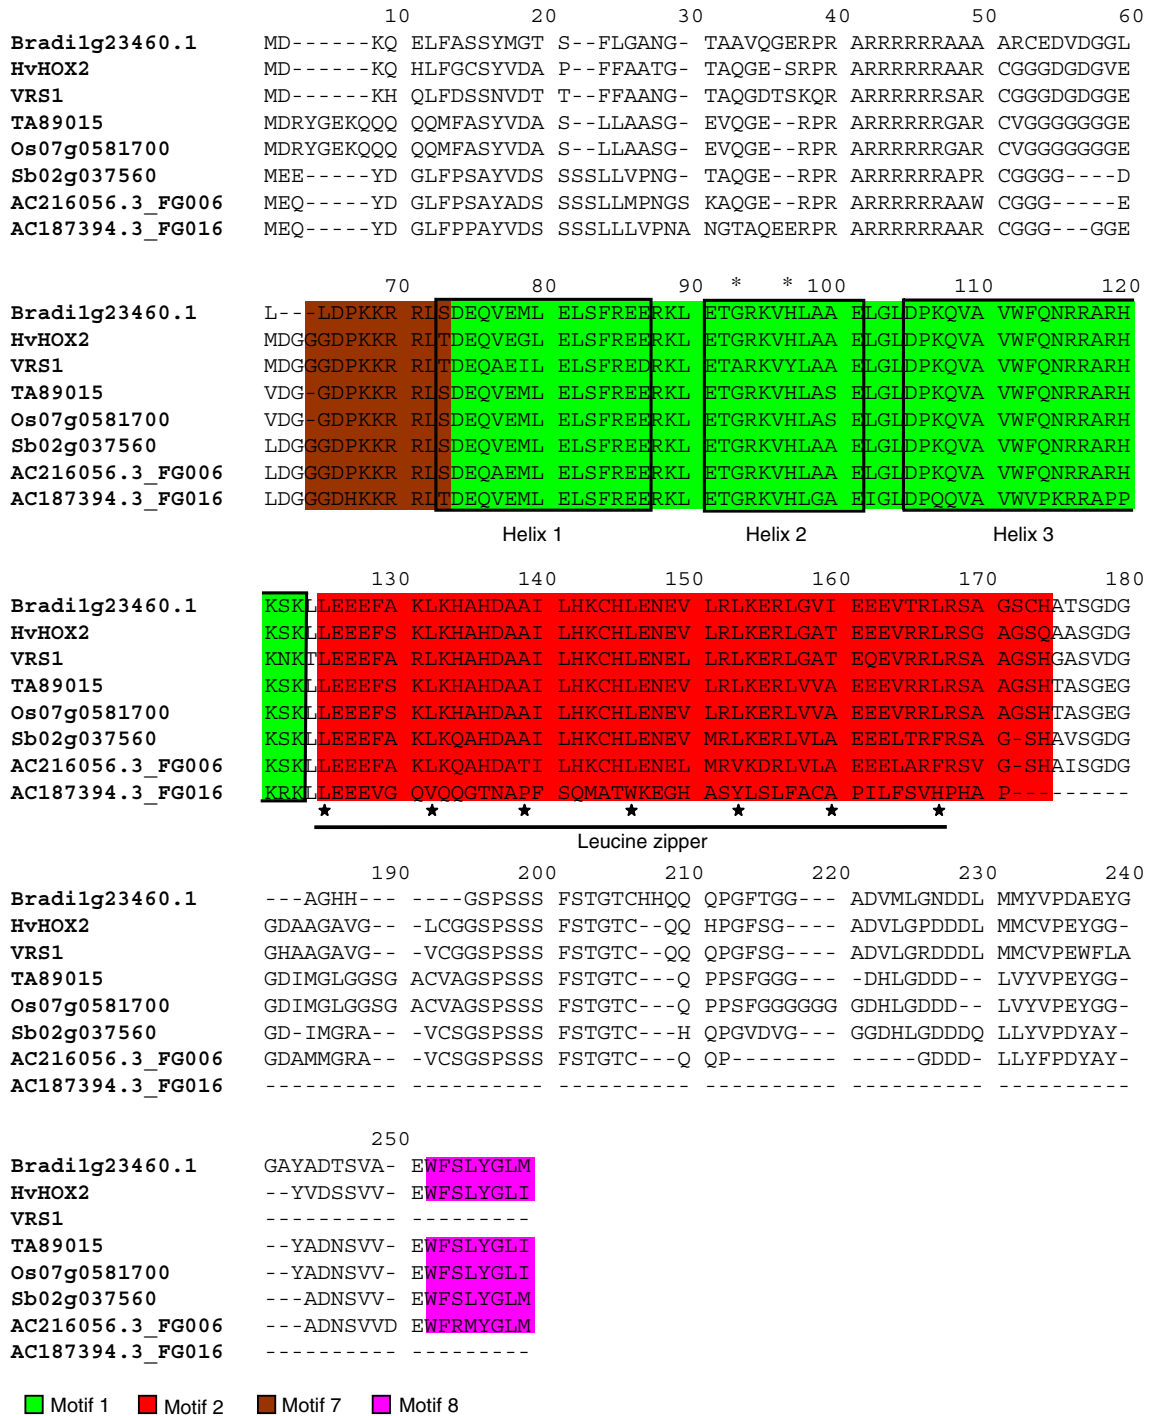 10 20 30 40 50 60
Bradi1g23460.1 MD------KQ ELFASSYMGT S--FLGANG- TAAVQGERPR ARRRRRRAAA ARCEDVDGGL
HvHOX2 MD------KQ HLFGCSYVDA P--FFAATG- TAQGE-SRPR ARRRRRRAAR CGGGDGDGVE
VRS1 MD------KH QLFDSSNVDT T--FFAANG- TAQGDTSKQR ARRRRRRSAR CGGGDGDGGE
TA89015 MDRYGEKQQQ QQMFASYVDA S--LLAASG- EVQGE--RPR ARRRRRRGAR CVGGGGGGGE
Os07g0581700 MDRYGEKQQQ QQMFASYVDA S--LLAASG- EVQGE--RPR ARRRRRRGAR CVGGGGGGGE
Sb02g037560 MEE-----YD GLFPSAYVDS SSSLLVPNG- TAQGE--RPR ARRRRRRAPR CGGGG----D
AC216056.3_FG006 MEQ-----YD GLFPSAYADS SSSLLMPNGS KAQGE--RPR ARRRRRRAAW CGGG-----E
AC187394.3_FG016 MEQ-----YD GLFPPAYVDS SSSLLLVPNA NGTAQEERPR ARRRRRRAAR CGGG---GGE
70 80 90 * * 100 110 120
Bradi1g23460.1 L---LDPKKR RLSDEQVEML ELSFREERKL ETGRKVHLAA ELGLDPKQVA VWFQNRRARH
HvHOX2 MDGGGDPKKR RLTDEQVEGL ELSFREERKL ETGRKVHLAA ELGLDPKQVA VWFQNRRARH
VRS1 MDGGGDPKKR RLTDEQAEIL ELSFREDRKL ETARKVYLAA ELGLDPKQVA VWFQNRRARH
TA89015 VDG-GDPKKR RLSDEQVEML ELSFREERKL ETGRKVHLAS ELGLDPKQVA VWFQNRRARH
Os07g0581700 VDG-GDPKKR RLSDEQVEML ELSFREERKL ETGRKVHLAS ELGLDPKQVA VWFQNRRARH
Sb02g037560 LDGGGDPKKR RLSDEQVEML ELSFREERKL ETGRKVHLAA ELGLDPKQVA VWFQNRRARH
AC216056.3_FG006 LDGGGDPKKR RLSDEQAEML ELSFREERKL ETGRKVHLAA ELGLDPKQVA VWFQNRRARH
AC187394.3_FG016 LDGGGDHKKR RLTDEQVEML ELSFREERKL ETGRKVHLGA EIGLDPQQVA VWVPKRRAPP
Helix 1 Helix 2 Helix 3
130 140 150 160 170 180
Bradi1g23460.1 KSKLLEEEFA KLKHAHDAAI LHKCHLENEV LRLKERLGVI EEEVTRLRSA GSCHATSGDG
HvHOX2 KSKLLEEEFS KLKHAHDAAI LHKCHLENEV LRLKERLGAT EEEVRRLRSG AGSQAASGDG
VRS1 KNKTLEEEFA RLKHAHDAAI LHKCHLENEL LRLKERLGAT EQEVRRLRSA AGSHGASVDG
TA89015 KSKLLEEEFS KLKHAHDAAI LHKCHLENEV LRLKERLVVA EEEVRRLRSA AGSHTASGEG
Os07g0581700 KSKLLEEEFS KLKHAHDAAI LHKCHLENEV LRLKERLVVA EEEVRRLRSA AGSHTASGEG
Sb02g037560 KSKLLEEEFA KLKQAHDAAI LHKCHLENEV MRLKERLVLA EEELTRFRSA G-SHAVSGDG
AC216056.3_FG006 KSKLLEEEFA KLKQAHDATI LHKCHLENEL MRVKDRLVLA EEELARFRSV G-SHAISGDG
AC187394.3_FG016 KRKLLEEEVG QVQQGTNAPF SQMATWKEGH ASYLSLFACA PILFSVHPHA P---------
★ ★ ★ ★ ★ ★ ★
Leucine zipper
190 200 210 220 230 240
Bradi1g23460.1 ---AGHH--- ----GSPSSS FSTGTCHHQQ QPGFTGG--- ADVMLGNDDL MMYVPDAEYG
HvHOX2 GDAAGAVG-- -LCGGSPSSS FSTGTC--QQ HPGFSG---- ADVLGPDDDL MMCVPEYGG-
VRS1 GHAAGAVG-- -VCGGSPSSS FSTGTC--QQ QPGFSG---- ADVLGRDDDL MMCVPEWFLA
TA89015 GDIMGLGGSG ACVAGSPSSS FSTGTC---Q PPSFGGG--- -DHLGDDD-- LVYVPEYGG-
Os07g0581700 GDIMGLGGSG ACVAGSPSSS FSTGTC---Q PPSFGGGGGG GDHLGDDD-- LVYVPEYGG-
Sb02g037560 GD-IMGRA-- -VCSGSPSSS FSTGTC---H QPGVDVG--- GGDHLGDDDQ LLYVPDYAY-
AC216056.3_FG006 GDAMMGRA-- -VCSGSPSSS FSTGTC---Q QP-------- -----GDDD- LLYFPDYAY-
AC187394.3_FG016 ---------- ---------- ---------- ---------- ---------- ----------
250
Bradi1g23460.1 GAYADTSVA- EWFSLYGLM
HvHOX2 --YVDSSVV- EWFSLYGLI
VRS1 ---------- ---------
TA89015 --YADNSVV- EWFSLYGLI
Os07g0581700 --YADNSVV- EWFSLYGLI
Sb02g037560 ---ADNSVV- EWFSLYGLM
AC216056.3_FG006 ---ADNSVVD EWFRMYGLM
AC187394.3_FG016 ---------- ---------
Motif 1 Motif 2 Motif 7 Motif 8